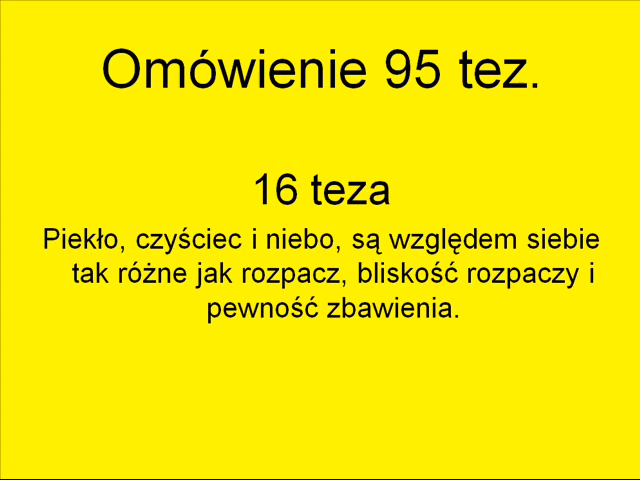 Omówienie 95 tez.
16 teza
Piekło, czyściec i niebo, są względem siebie
tak różne jak rozpacz, bliskość rozpaczy i
pewność zbawienia.